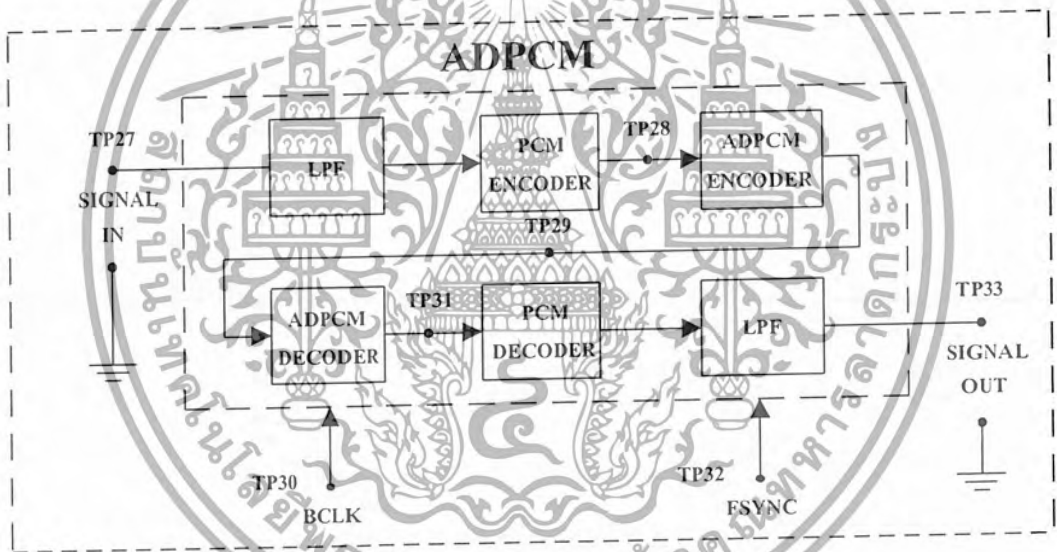 ADPCM
TP27
SIGNAL
IN
LPF
PCM
ENCODER
TP28
ADPCM
ENCODER
TP29
ADPCM
DECODER
TP31
PCM
DECODER
LPF
TP33
SIGNAL
OUT
TP30
BCLK
TP32
FSYNC